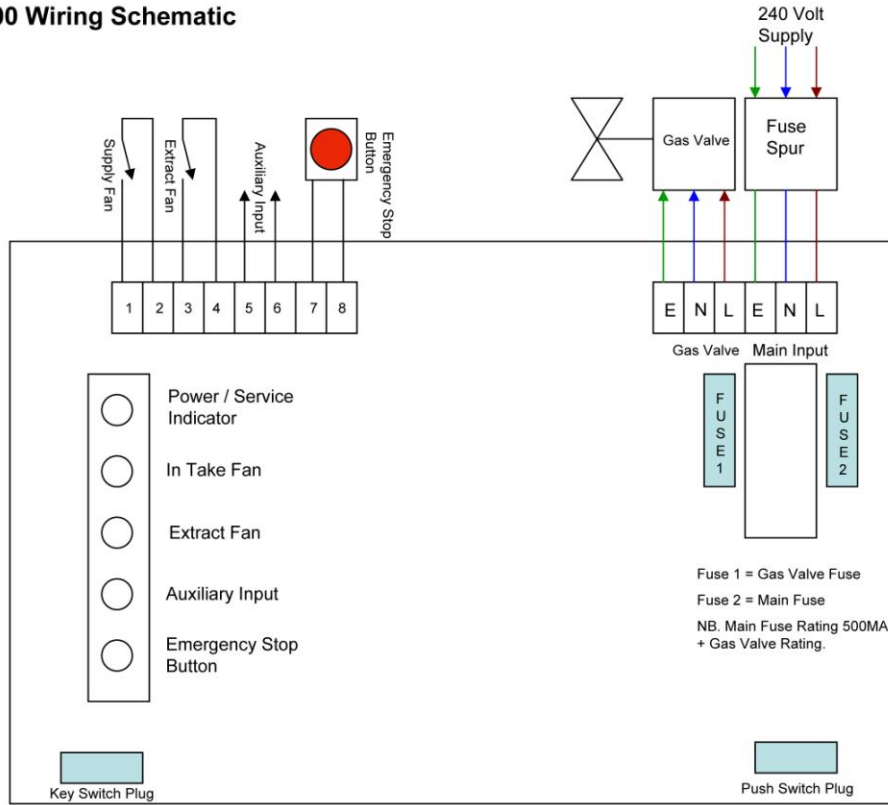 00 Wiring Schematic
240 Volt
Supply
Supply Fan
Extract Fan
Auxiliary Input
Emergency Stop
Button
Gas Valve
Fuse
Spur
1 2 3 4 5 6 7 8
E N L E N L
Gas Valve Main Input
Power / Service
Indicator
In Take Fan
Extract Fan
Auxiliary Input
Emergency Stop
Button
FUSE1
FUSE2
Fuse 1 = Gas Valve Fuse
Fuse 2 = Main Fuse
NB. Main Fuse Rating 500MA
+ Gas Valve Rating.
Key Switch Plug
Push Switch Plug